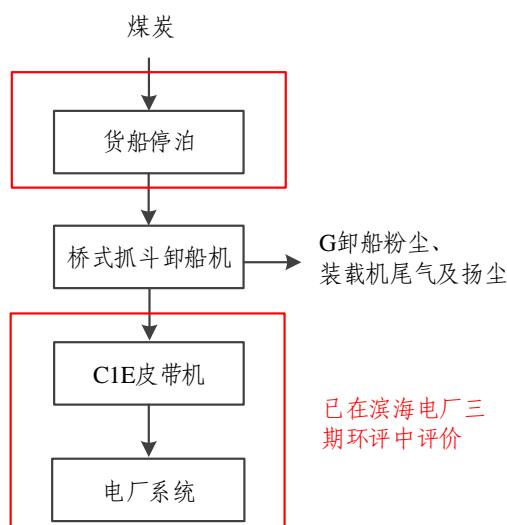 煤炭
货船停泊
桥式抓斗卸船机
G卸船粉尘、
装载机尾气及扬尘
C1E皮带机
已在滨海电厂三
期环评中评价
电厂系统